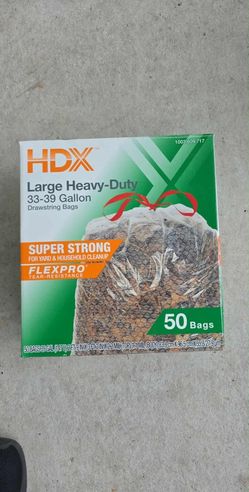 HDX
Large Heavy-Duty
33-39 Gallon
Drawstring Bags
SUPER STRONG
FOR YARD & HOUSEHOLD CLEANUP
FLEXPRO
TEAR-RESISTANCE
50 Bags